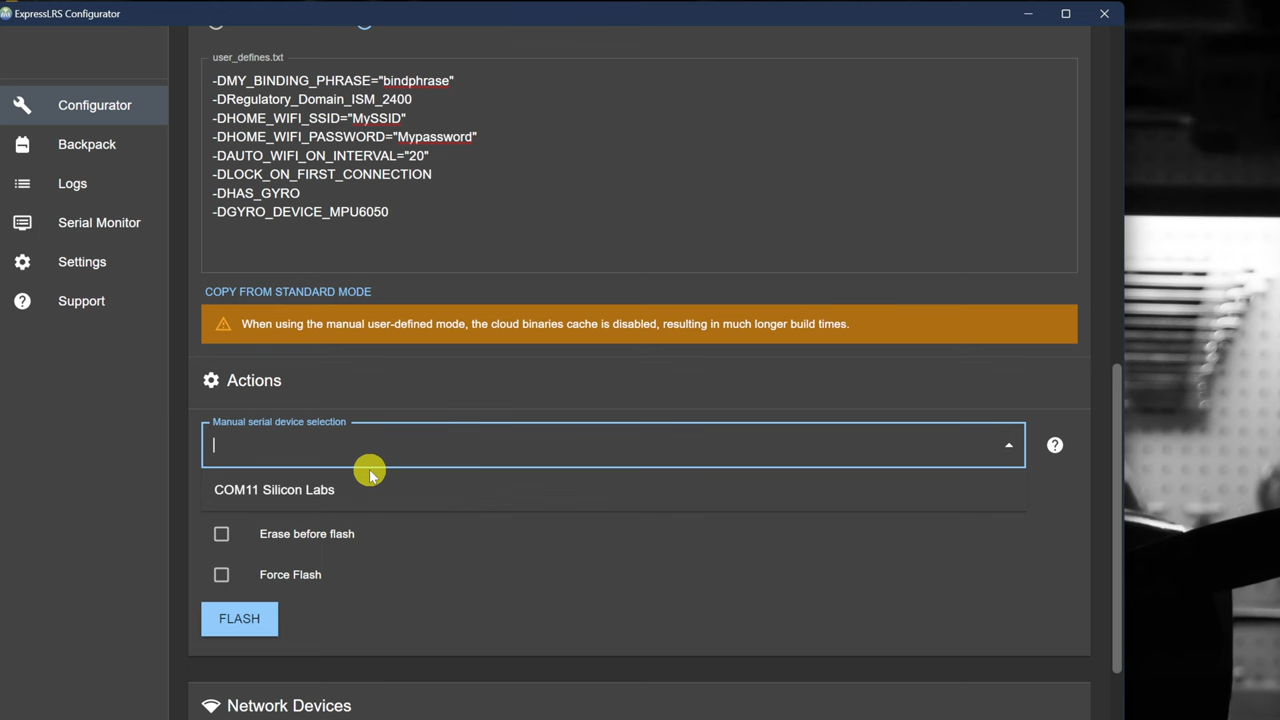 ExpressLRS Configurator
Configurator
Backpack
Logs
Serial Monitor
Settings
Support
user_defines.txt
-DMY_BINDING_PHRASE="bindphrase"
-DRegulatory_Domain_ISM_2400
-DHOME_WIFI_SSID="MySSID"
-DHOME_WIFI_PASSWORD="Mypassword"
-DAUTO_WIFI_ON_INTERVAL="20"
-DLOCK_ON_FIRST_CONNECTION
-DHAS_GYRO
-DGYRO_DEVICE_MPU6050
COPY FROM STANDARD MODE
When using the manual user-defined mode, the cloud binaries cache is disabled, resulting in much longer build times.
Actions
Manual serial device selection
COM11 Silicon Labs
Erase before flash
Force Flash
FLASH
Network Devices